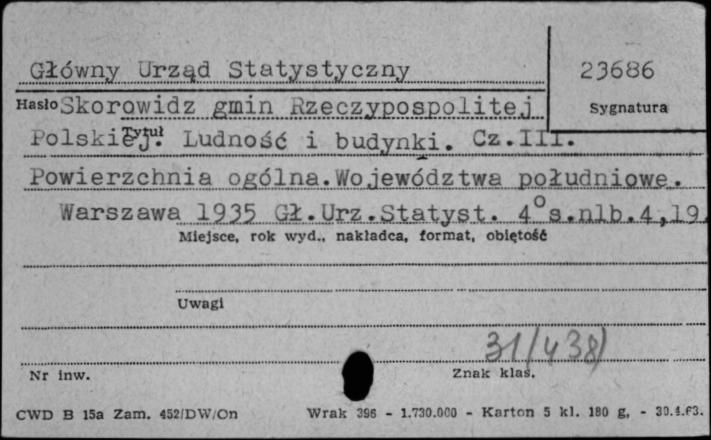 Główny Urząd Statystyczny
23686
Hasło Skorowidz gmin Rzeczypospolitej
Sygnatura
Tytuł
Polskiej. Ludność i budynki. Cz.III.
Powierzchnia ogólna.Województwa południowe.
Warszawa 1935 Gł.Urz.Statyst. 4° s.nlb.4,19
Miejsce, rok wyd., nakładca, format, objętość
Uwagi
31/438)
Nr inw.
Znak klas.
CWD B 15a Zam. 452/DW/On Wrak 396 - 1.730.000 - Karton 5 kl. 180 g, - 30.4.63.